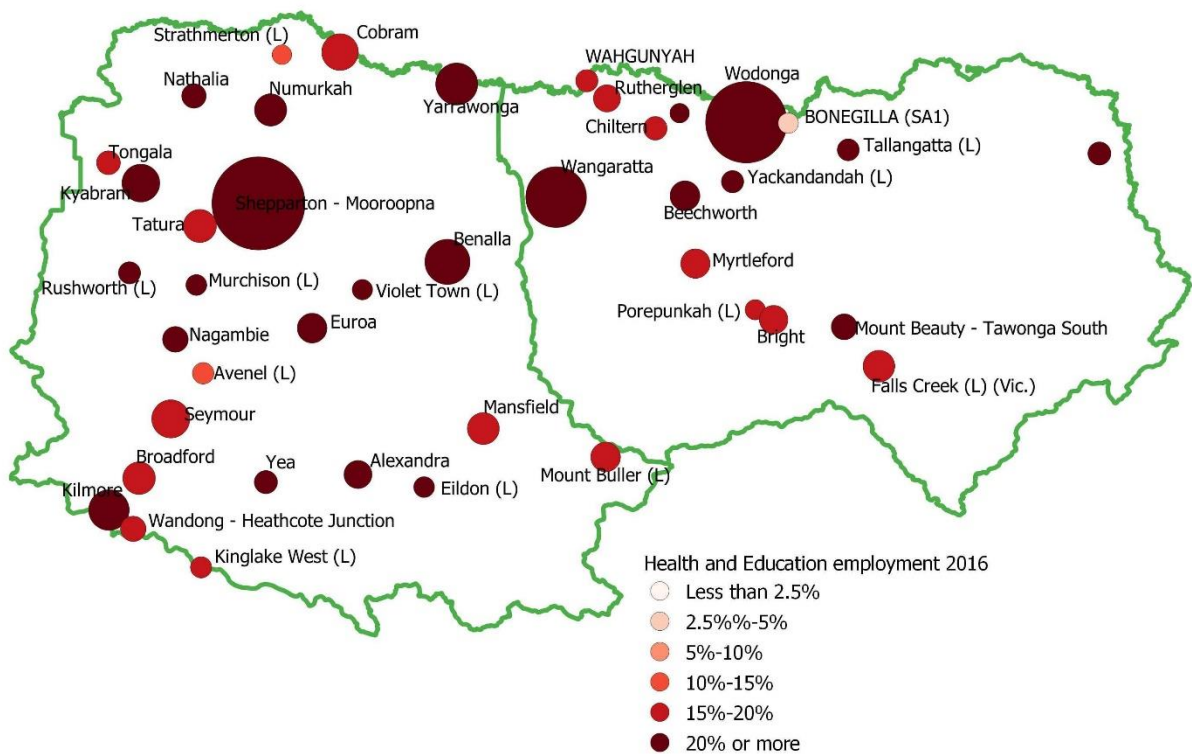 Strathmerton (L)
Cobram
WAHGUNYAH
Wodonga
Nathalia
Numurkah
Yarrawonga
Rutherglen
Chiltern
BONEGILLA (SA1)
Tallangatta (L)
Tongala
Kyabram
Wangaratta
Yackandandah (L)
Shepparton - Mooroopna
Beechworth
Tatura
Benalla
Myrtleford
Rushworth (L)
Murchison (L)
Violet Town (L)
Porepunkah (L)
Nagambie
Euroa
Bright
Mount Beauty - Tawonga South
Avenel (L)
Falls Creek (L) (Vic.)
Seymour
Mansfield
Broadford
Yea
Alexandra
Mount Buller (L)
Kilmore
Eildon (L)
Wandong - Heathcote Junction
Kinglake West (L)
Health and Education employment 2016
Less than 2.5%
2.5%%-5%
5%-10%
10%-15%
15%-20%
20% or more